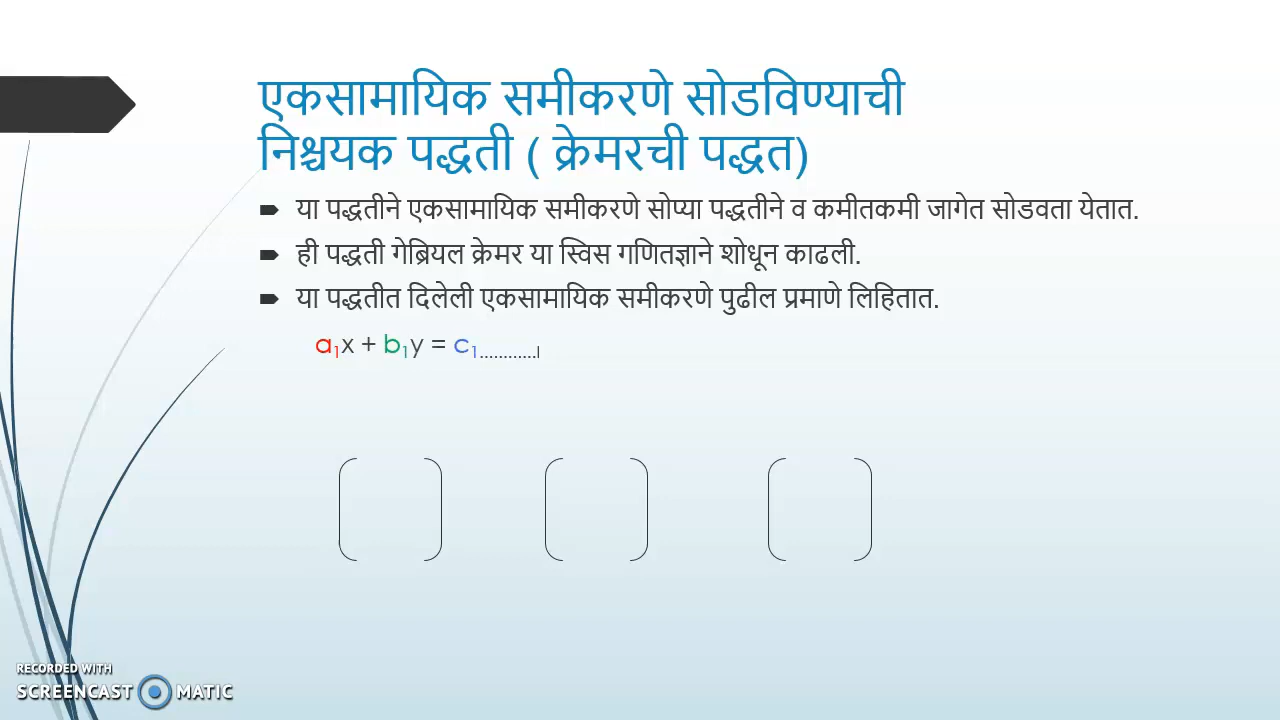 एकसामायिक समीकरणे सोडविण्याची
निश्चयक पद्धती ( क्रेमरची पद्धत)
या पद्धतीने एकसामायिक समीकरणे सोप्या पद्धतीने व कमीतकमी जागेत सोडवता येतात.
ही पद्धती गेब्रियल क्रेमर या स्विस गणितज्ञाने शोधून काढली.
या पद्धतीत दिलेली एकसामायिक समीकरणे पुढील प्रमाणे लिहितात.
a₁x + b₁y = c₁............I
RECORDED WITH
SCREENCAST MATIC